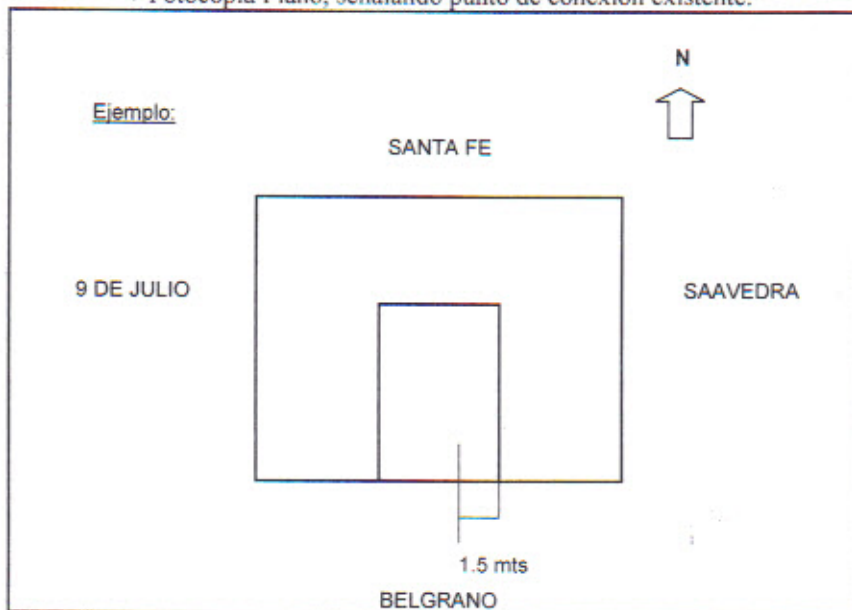 Fotocopia Plano, señalando punto de conexión existente.
N
Ejemplo:
SANTA FE
9 DE JULIO
SAAVEDRA
1.5 mts
BELGRANO